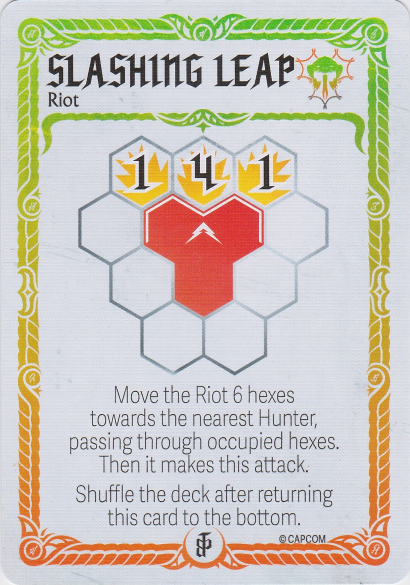 SLASHING LEAP
Riot
1 4 1
Move the Riot 6 hexes
towards the nearest Hunter,
passing through occupied hexes.
Then it makes this attack.
Shuffle the deck after returning
this card to the bottom.
© CAPCOM